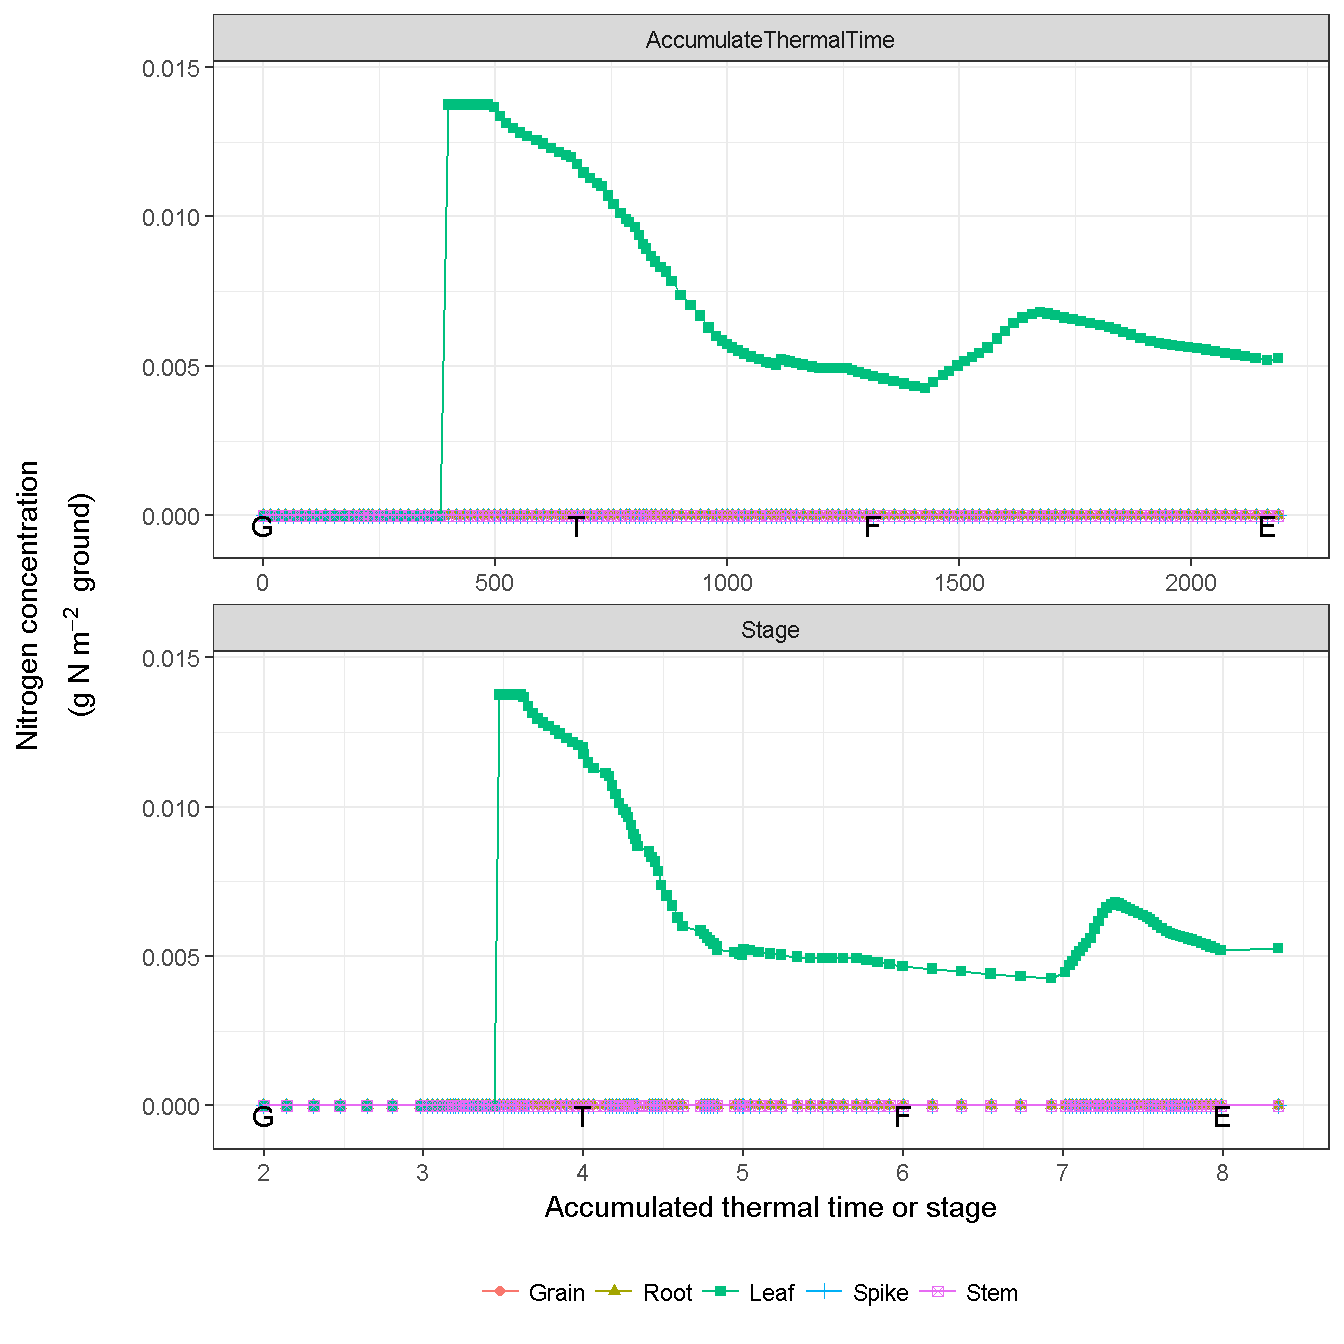 AccumulateThermalTime
0.015
0.010
0.005
0.000
G T F E
0 500 1000 1500 2000
Stage
0.015
0.010
0.005
0.000
G T F E
2 3 4 5 6 7 8
Accumulated thermal time or stage
Nitrogen concentration
(g N m−2 ground)
Grain Root Leaf Spike Stem